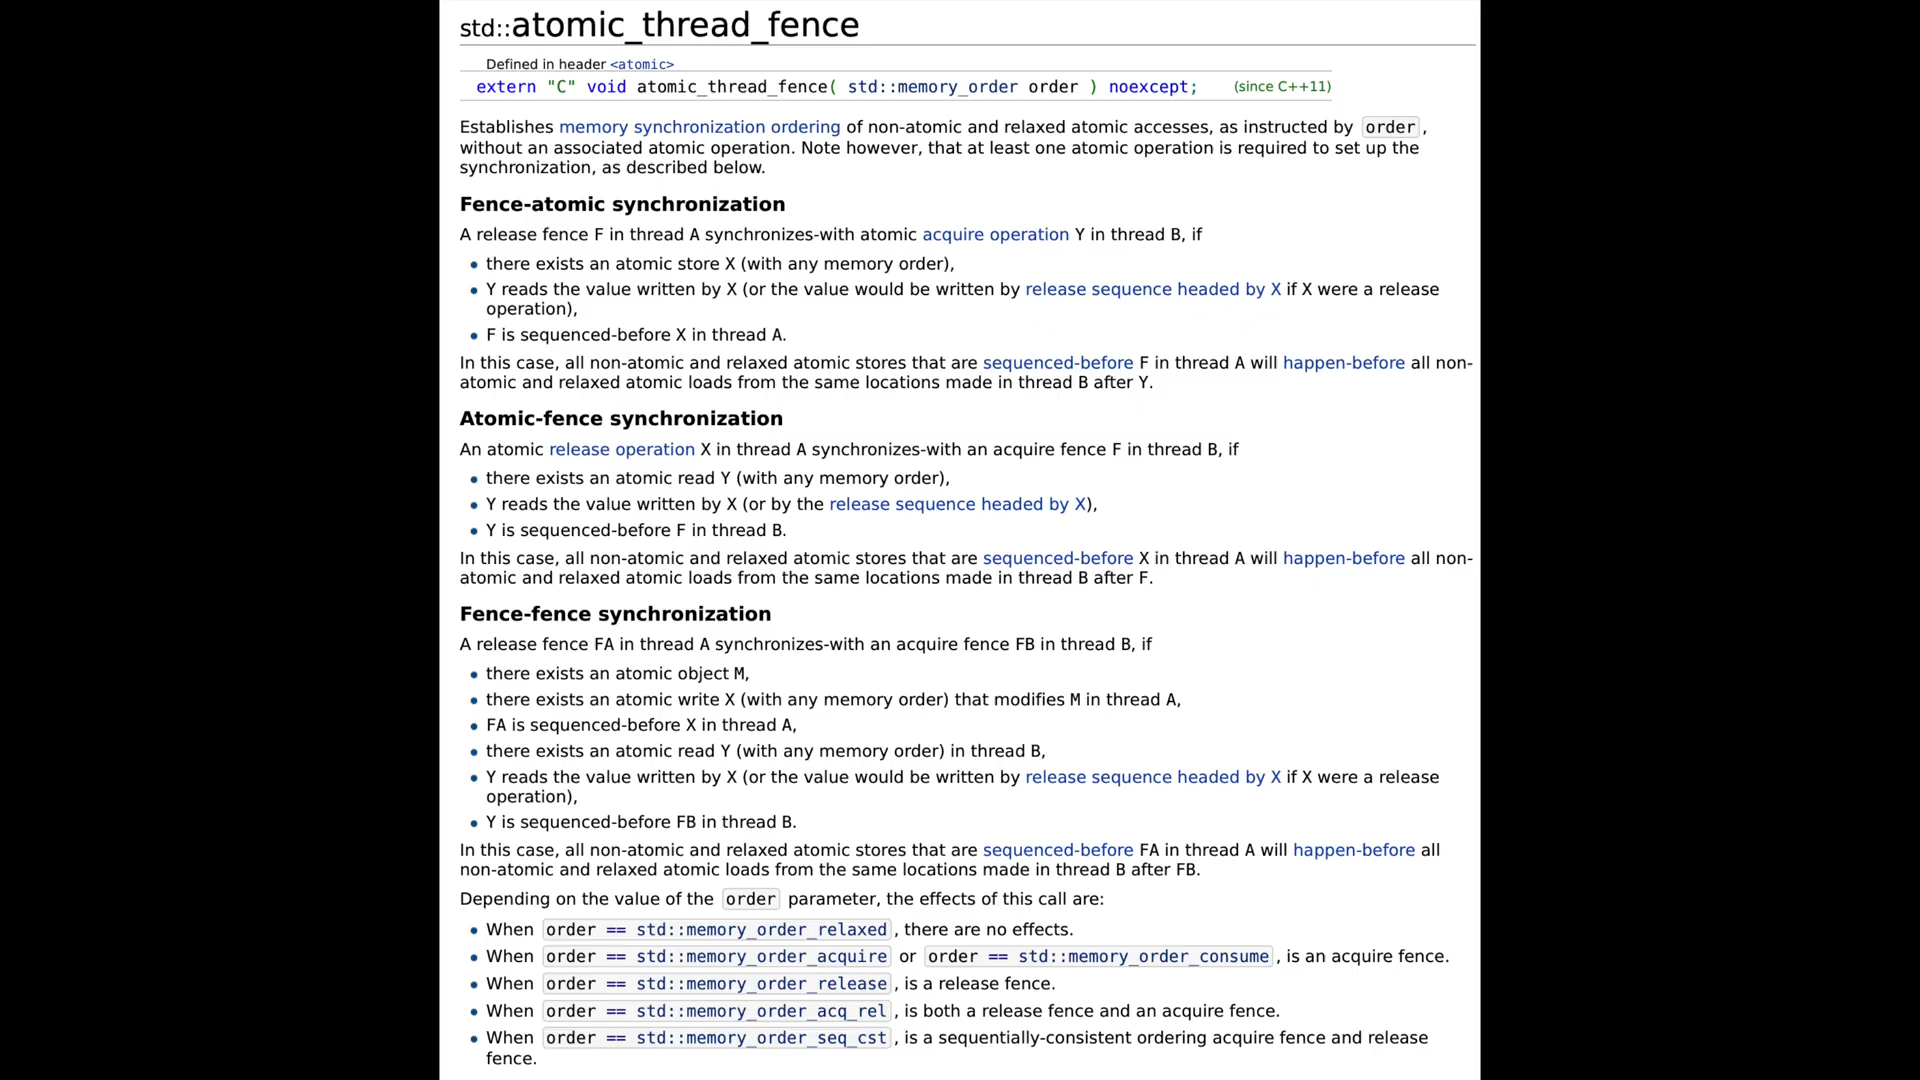 std::atomic_thread_fence
Defined in header <atomic>
extern "C" void atomic_thread_fence( std::memory_order order ) noexcept; (since C++11)
Establishes memory synchronization ordering of non-atomic and relaxed atomic accesses, as instructed by order,
without an associated atomic operation. Note however, that at least one atomic operation is required to set up the
synchronization, as described below.
Fence-atomic synchronization
A release fence F in thread A synchronizes-with atomic acquire operation Y in thread B, if
• there exists an atomic store X (with any memory order),
• Y reads the value written by X (or the value would be written by release sequence headed by X if X were a release
operation),
• F is sequenced-before X in thread A.
In this case, all non-atomic and relaxed atomic stores that are sequenced-before F in thread A will happen-before all non-
atomic and relaxed atomic loads from the same locations made in thread B after Y.
Atomic-fence synchronization
An atomic release operation X in thread A synchronizes-with an acquire fence F in thread B, if
• there exists an atomic read Y (with any memory order),
• Y reads the value written by X (or by the release sequence headed by X),
• Y is sequenced-before F in thread B.
In this case, all non-atomic and relaxed atomic stores that are sequenced-before X in thread A will happen-before all non-
atomic and relaxed atomic loads from the same locations made in thread B after F.
Fence-fence synchronization
A release fence FA in thread A synchronizes-with an acquire fence FB in thread B, if
• there exists an atomic object M,
• there exists an atomic write X (with any memory order) that modifies M in thread A,
• FA is sequenced-before X in thread A,
• there exists an atomic read Y (with any memory order) in thread B,
• Y reads the value written by X (or the value would be written by release sequence headed by X if X were a release
operation),
• Y is sequenced-before FB in thread B.
In this case, all non-atomic and relaxed atomic stores that are sequenced-before FA in thread A will happen-before all
non-atomic and relaxed atomic loads from the same locations made in thread B after FB.
Depending on the value of the order parameter, the effects of this call are:
• When order == std::memory_order_relaxed, there are no effects.
• When order == std::memory_order_acquire or order == std::memory_order_consume, is an acquire fence.
• When order == std::memory_order_release, is a release fence.
• When order == std::memory_order_acq_rel, is both a release fence and an acquire fence.
• When order == std::memory_order_seq_cst, is a sequentially-consistent ordering acquire fence and release
fence.